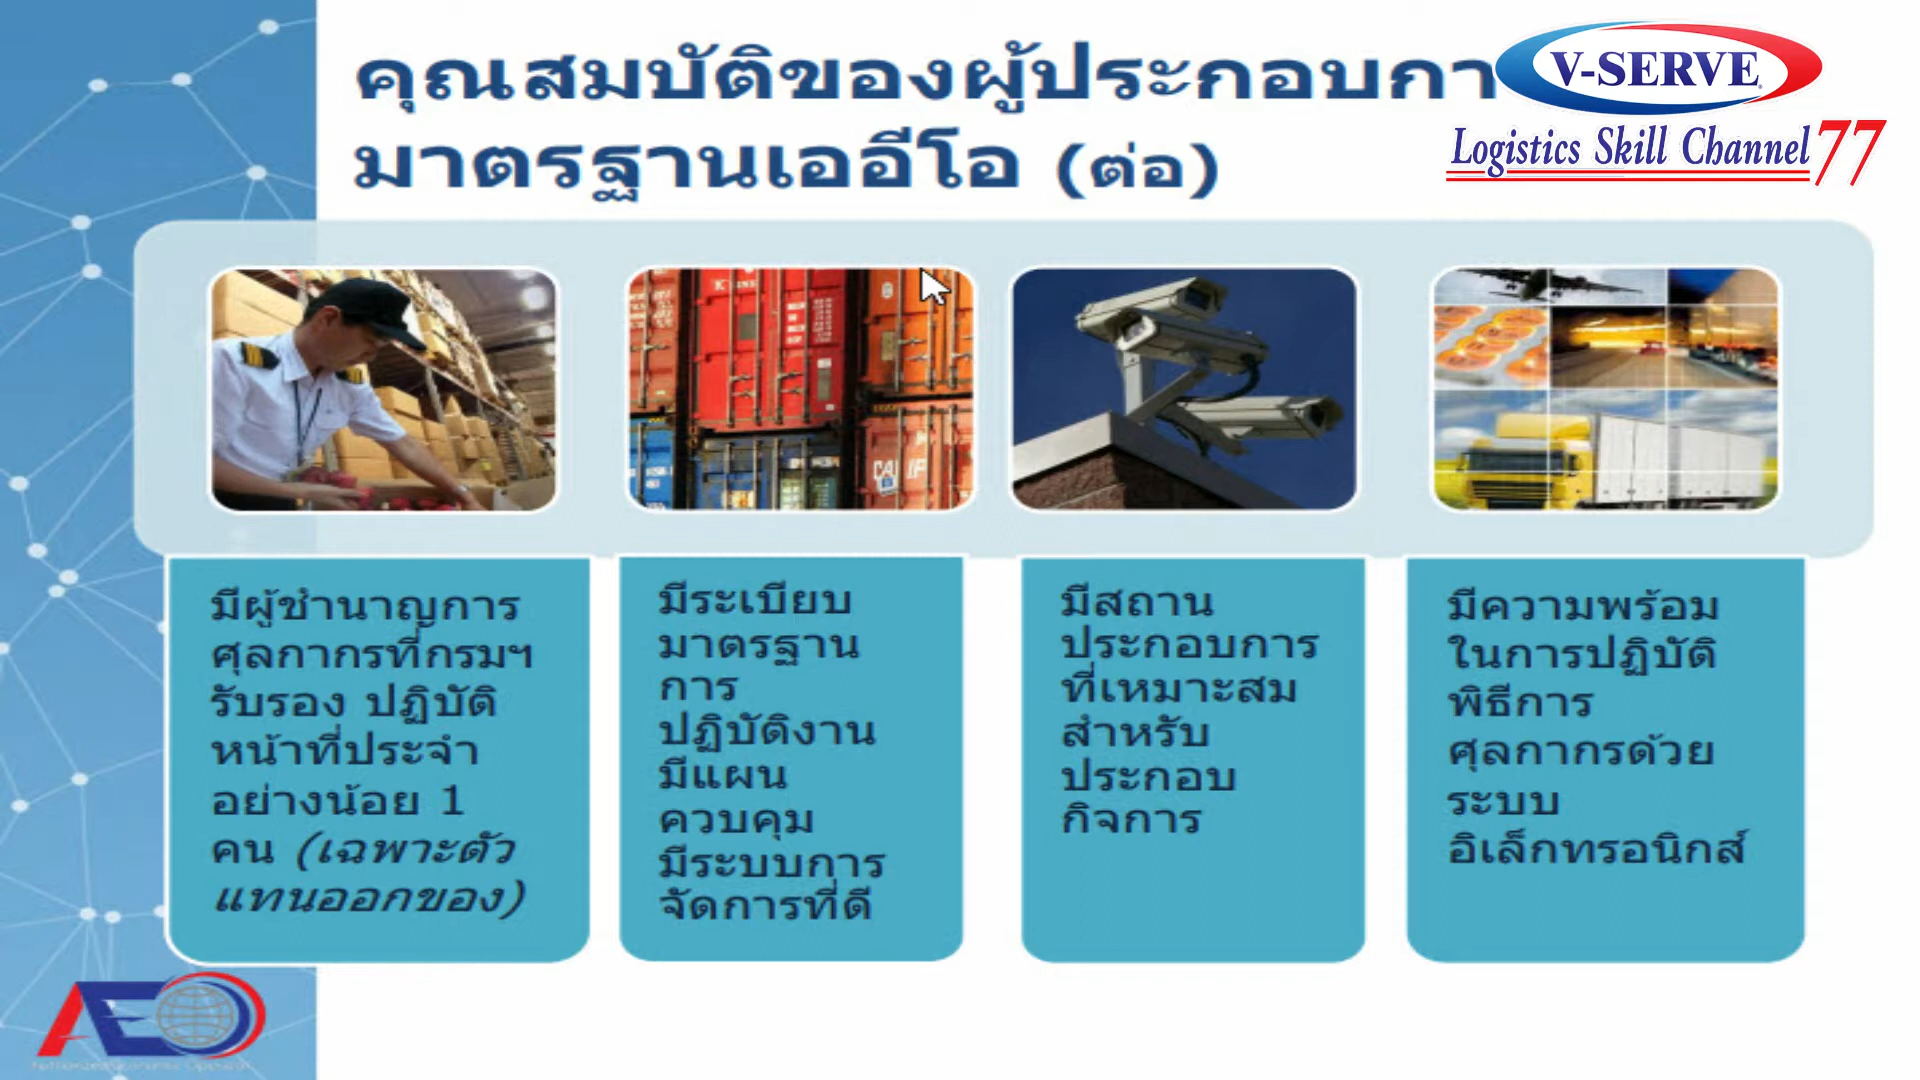 คุณสมบัติของผู้ประกอบกา
มาตรฐานเออีโอ (ต่อ)
V-SERVE
Logistics Skill Channel 77
มีผู้ชำนาญการ
ศุลกากรที่กรมฯ
รับรอง ปฏิบัติ
หน้าที่ประจำ
อย่างน้อย 1
คน (เฉพาะตัว
แทนออกของ)
มีระเบียบ
มาตรฐาน
การ
ปฏิบัติงาน
มีแผน
ควบคุม
มีระบบการ
จัดการที่ดี
มีสถาน
ประกอบการ
ที่เหมาะสม
สำหรับ
ประกอบ
กิจการ
มีความพร้อม
ในการปฏิบัติ
พิธีการ
ศุลกากรด้วย
ระบบ
อิเล็กทรอนิกส์
AEO